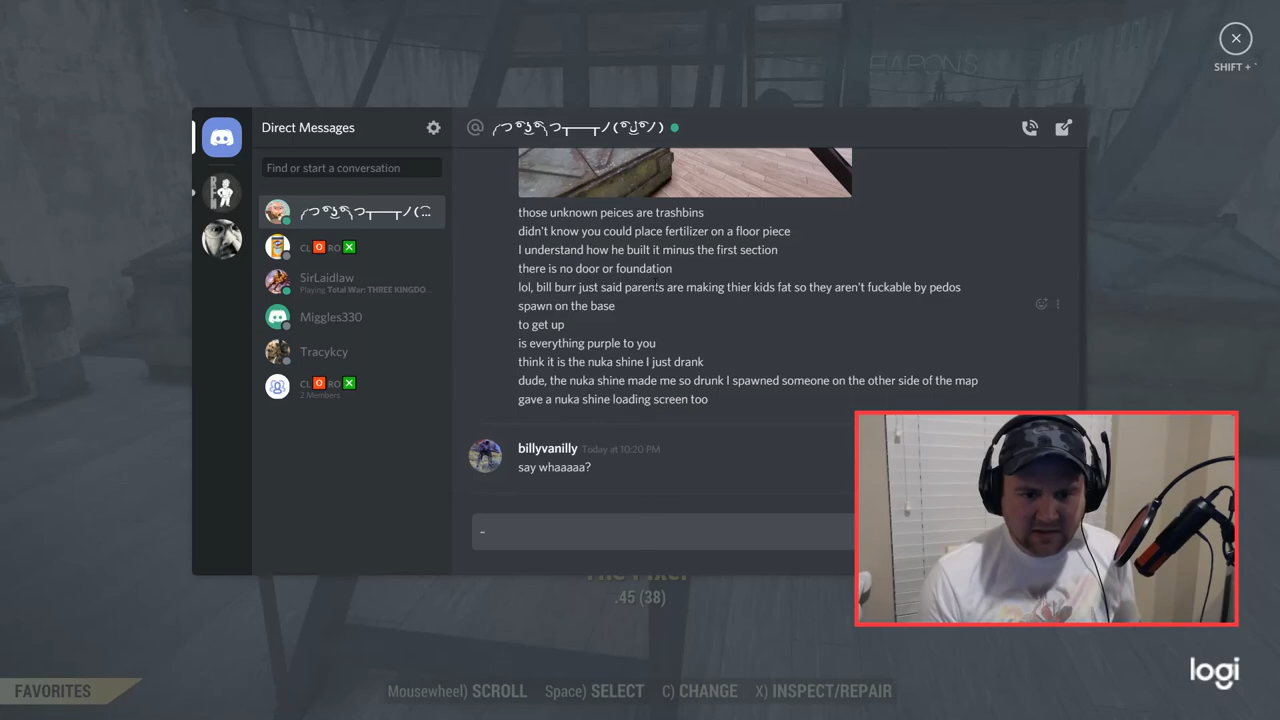 EAPONS
SHIFT + `
Direct Messages
@
Find or start a conversation
those unknown peices are trashbins
didn't know you could place fertilizer on a floor piece
I understand how he built it minus the first section
there is no door or foundation
lol, bill burr just said parents are making thier kids fat so they aren't fuckable by pedos
spawn on the base
to get up
is everything purple to you
think it is the nuka shine I just drank
dude, the nuka shine made me so drunk I spawned someone on the other side of the map
gave a nuka shine loading screen too
CL O RO X
SirLaidlaw
Playing Total War: THREE KINGDO...
Miggles330
Tracykcy
CL O RO X
2 Members
billyvanilly Today at 10:20 PM
say whaaaaa?
-
.45 (38)
logi
FAVORITES
Mousewheel) SCROLL Space) SELECT C) CHANGE X) INSPECT/REPAIR